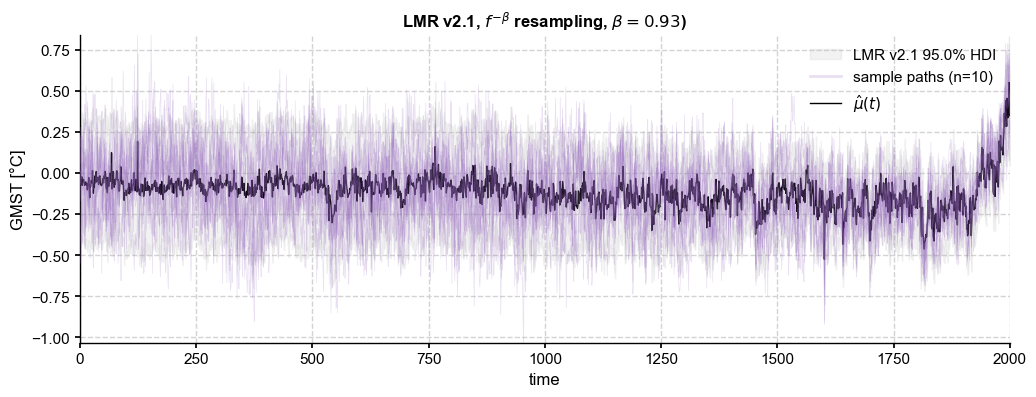 LMR v2.1, f^−β resampling, β = 0.93)
LMR v2.1 95.0% HDI
sample paths (n=10)
μ̂(t)
GMST [°C]
0.75
0.50
0.25
0.00
−0.25
−0.50
−0.75
−1.00
0 250 500 750 1000 1250 1500 1750 2000
time